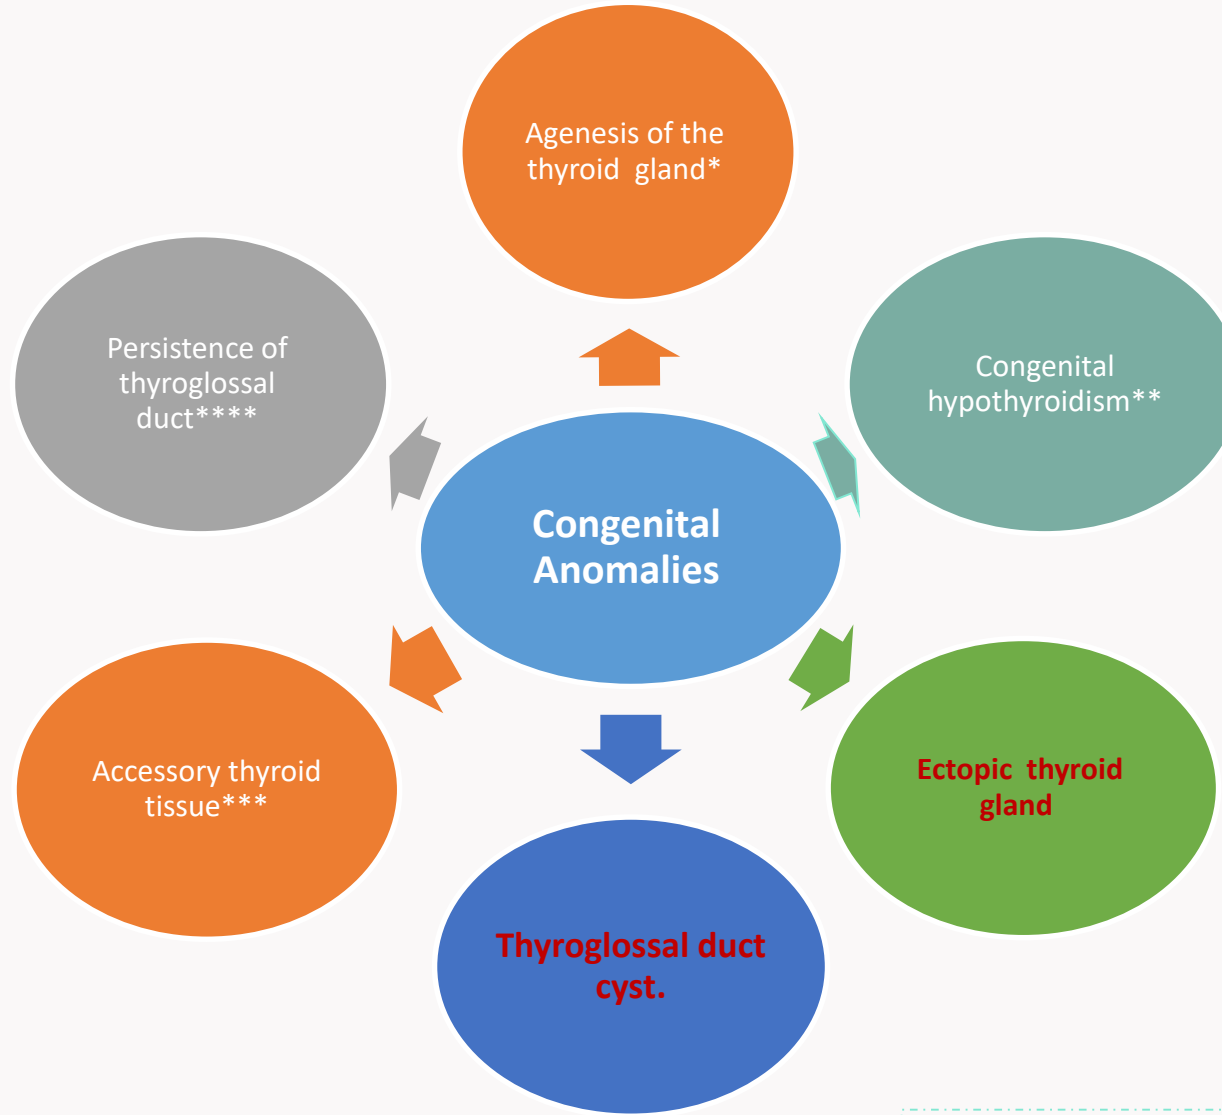 Agenesis of the
thyroid  gland*
Persistence of
thyroglossal
duct****
Congenital
hypothyroidism**
Congenital
Anomalies
Accessory thyroid
tissue***
Ectopic  thyroid
gland
Thyroglossal duct
cyst.